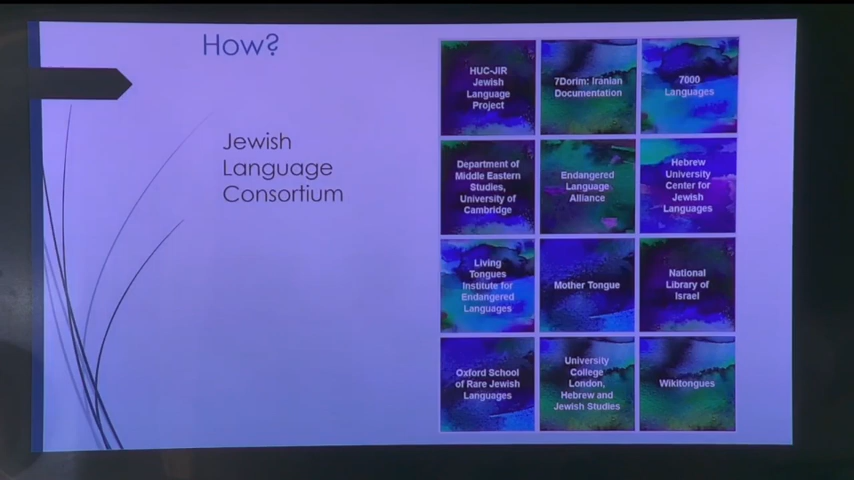 How?
Jewish
Language
Consortium
HUC-JIR
Jewish
Language
Project
7Dorim: Iranian
Documentation
7000
Languages
Department of
Middle Eastern
Studies,
University of
Cambridge
Endangered
Language
Alliance
Hebrew
University
Center for
Jewish
Languages
Living
Tongues
Institute for
Endangered
Languages
Mother Tongue
National
Library of
Israel
Oxford School
of Rare Jewish
Languages
University
College
London,
Hebrew and
Jewish Studies
Wikitongues